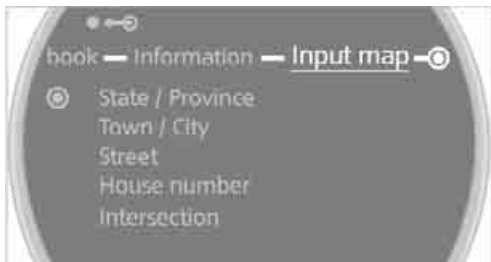 book Information Input map
State / Province
Town / City
Street
House number
Intersection